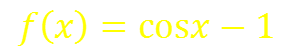 f(x) = cosx − 1